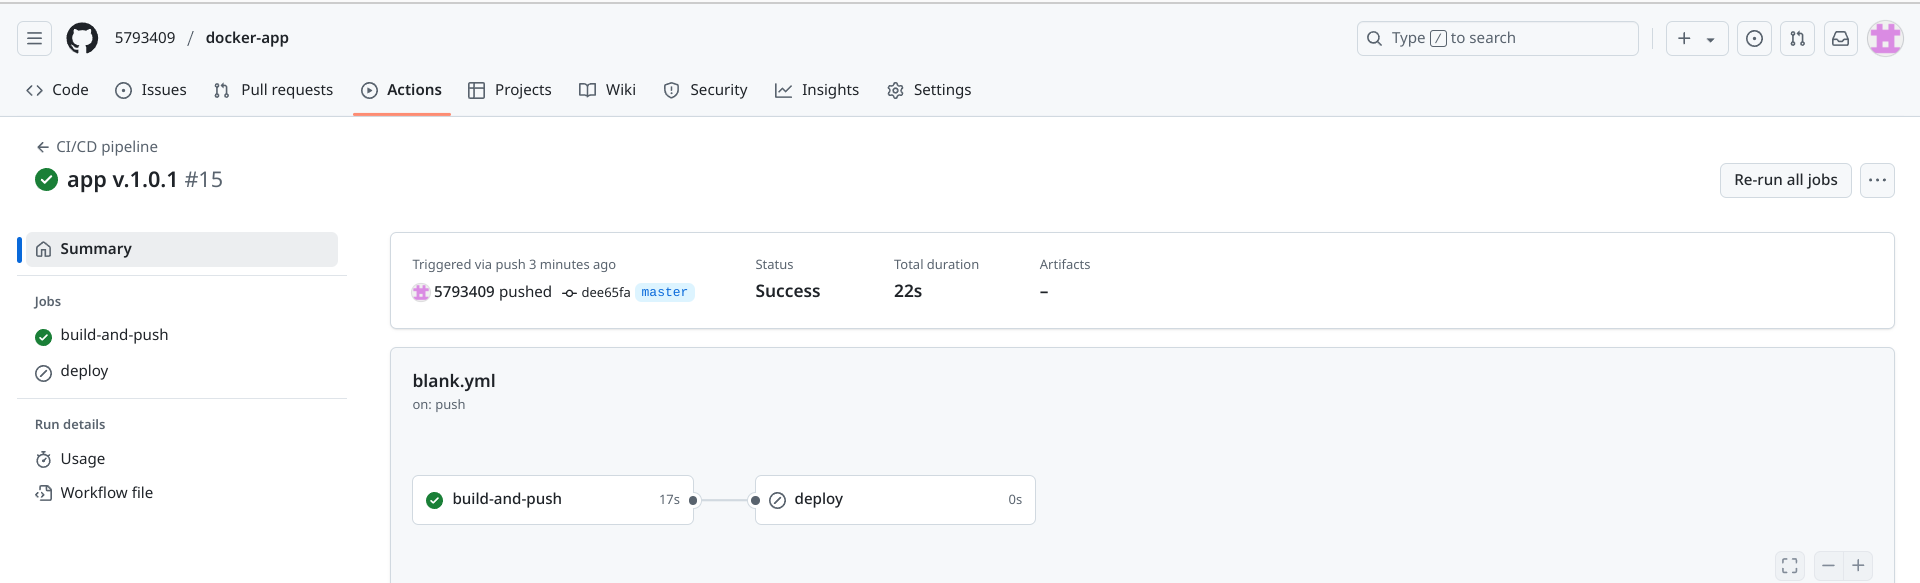 5793409 / docker-app
Type / to search
Code Issues Pull requests Actions Projects Wiki Security Insights Settings
← CI/CD pipeline
app v.1.0.1 #15
Re-run all jobs
Summary
Jobs
build-and-push
deploy
Run details
Usage
Workflow file
Triggered via push 3 minutes ago
5793409 pushed dee65fa master
Status
Success
Total duration
22s
Artifacts
–
blank.yml
on: push
build-and-push 17s
deploy 0s